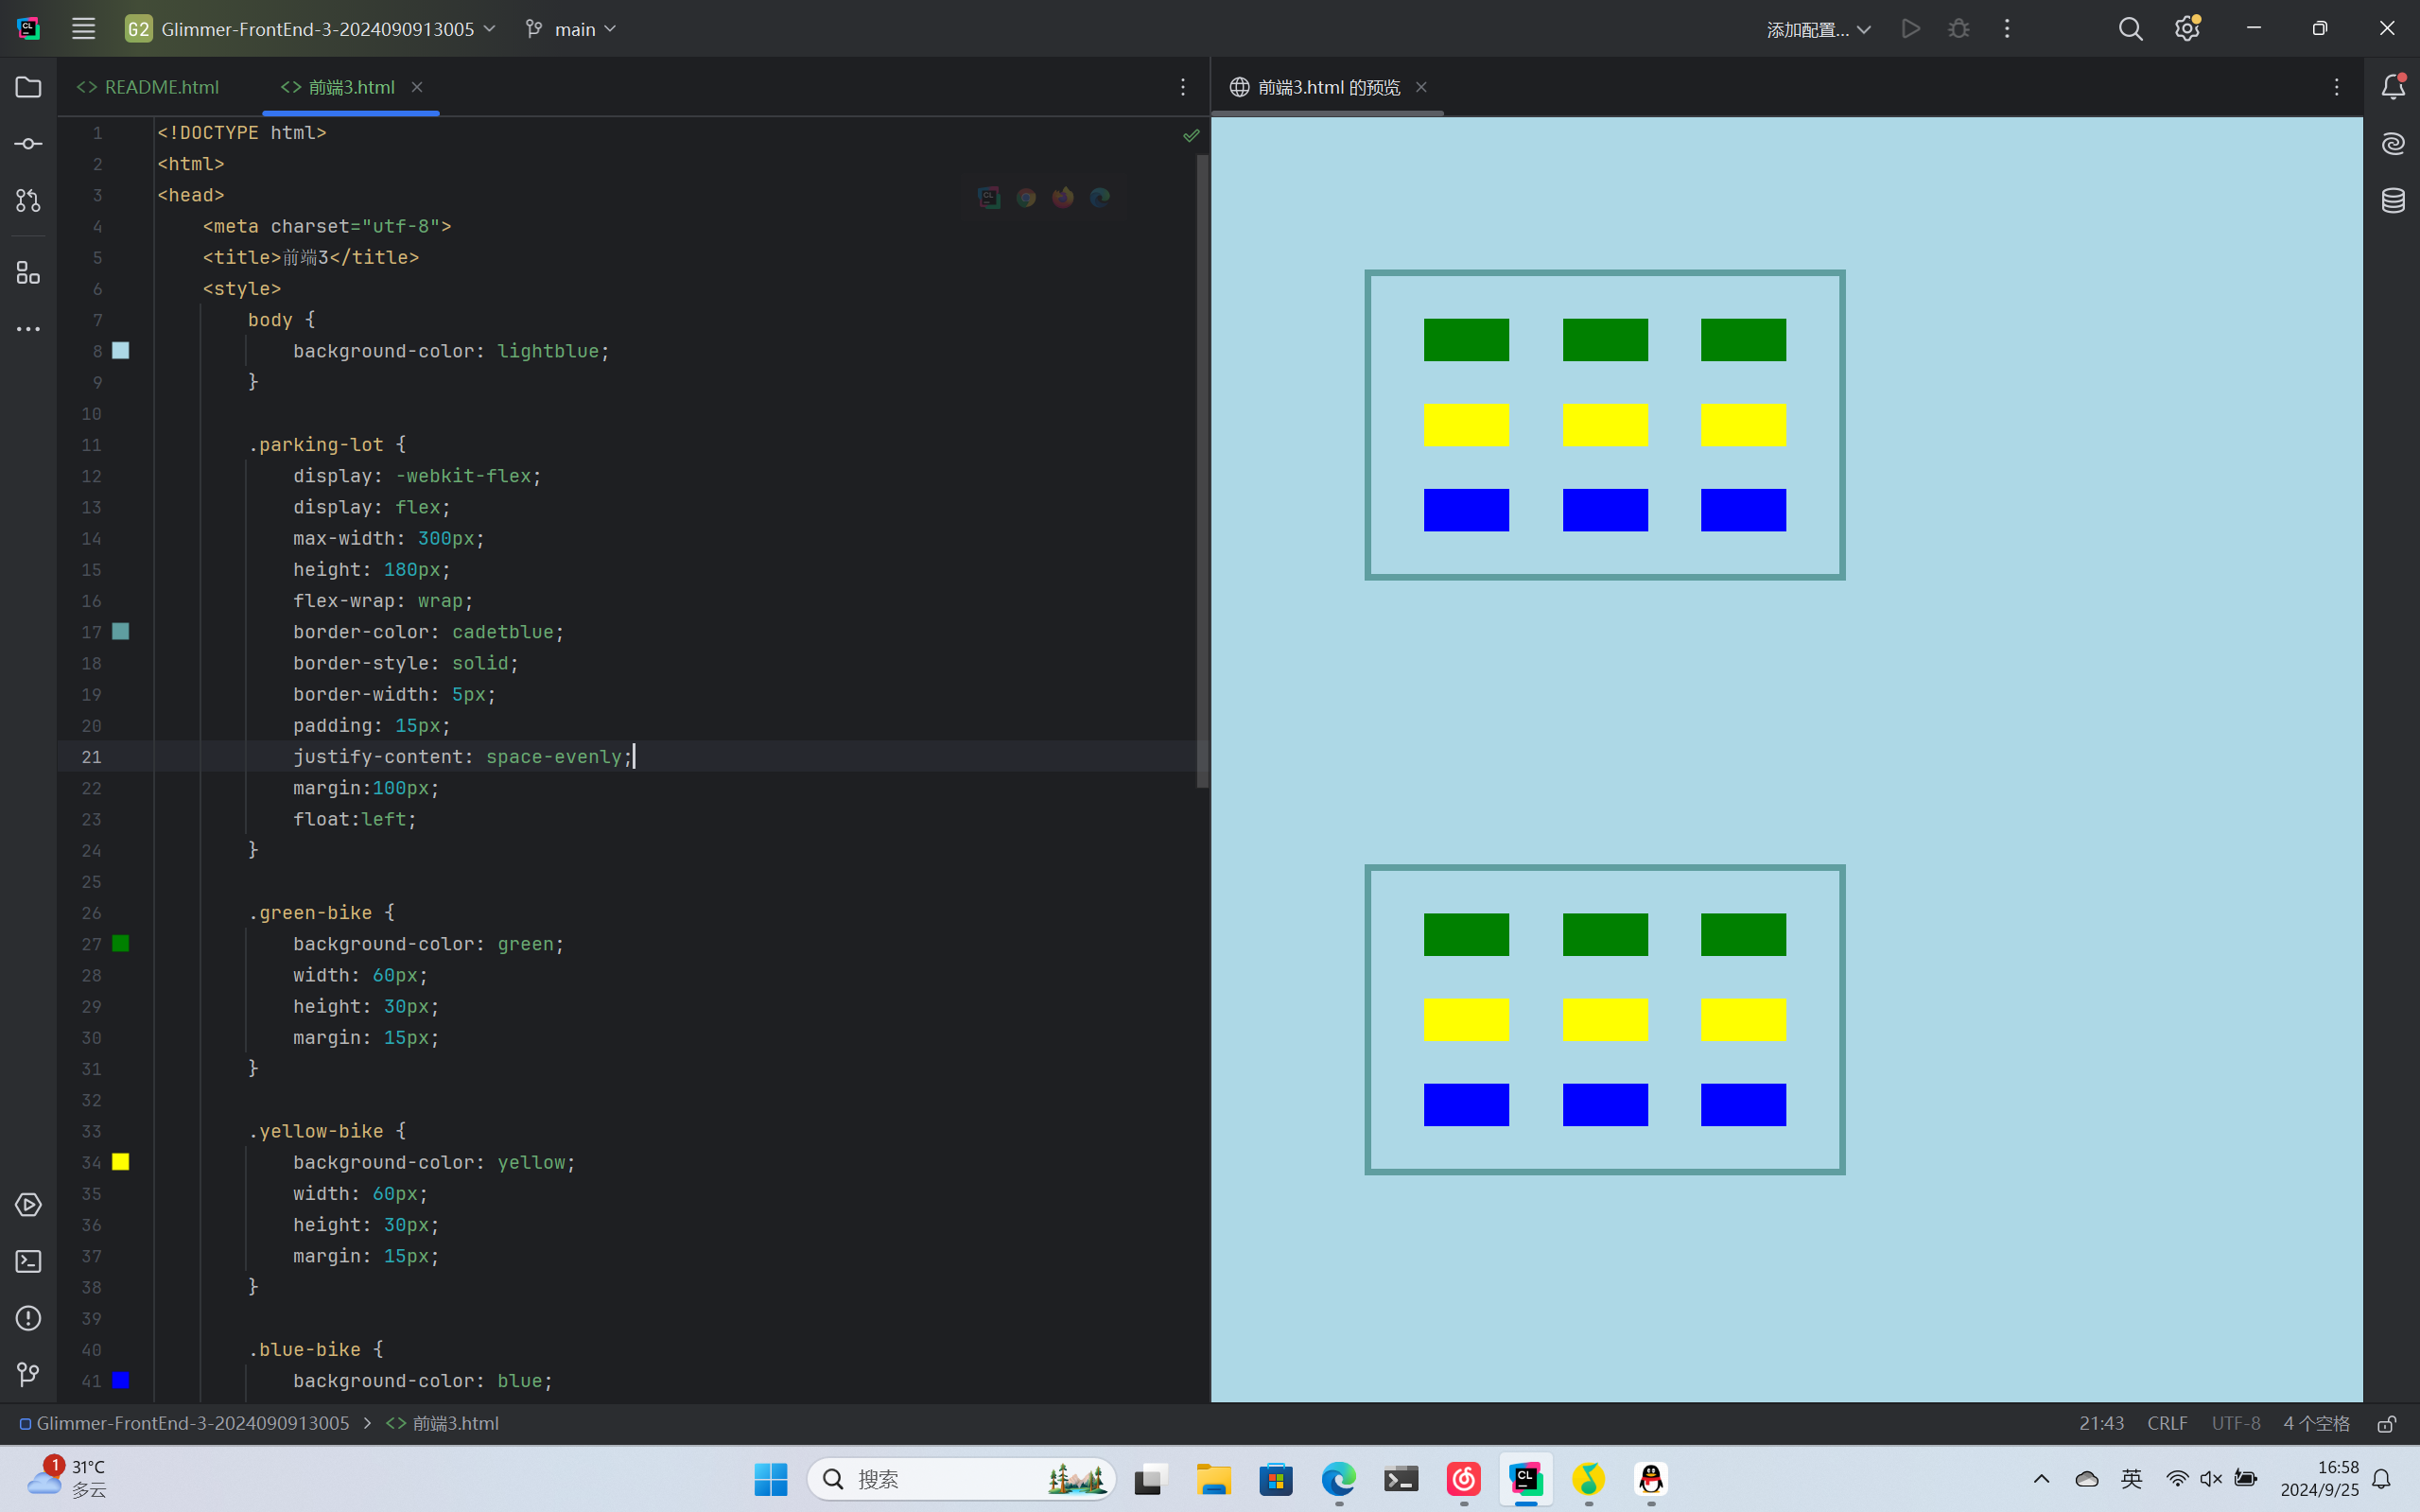 G2 Glimmer-FrontEnd-3-2024090913005 main 添加配置...
README.html 前端3.html 前端3.html 的预览
1 <!DOCTYPE html>
2 <html>
3 <head>
4 <meta charset="utf-8">
5 <title>前端3</title>
6 <style>
7 body {
8 background-color: lightblue;
9 }
10
11 .parking-lot {
12 display: -webkit-flex;
13 display: flex;
14 max-width: 300px;
15 height: 180px;
16 flex-wrap: wrap;
17 border-color: cadetblue;
18 border-style: solid;
19 border-width: 5px;
20 padding: 15px;
21 justify-content: space-evenly;
22 margin:100px;
23 float:left;
24 }
25
26 .green-bike {
27 background-color: green;
28 width: 60px;
29 height: 30px;
30 margin: 15px;
31 }
32
33 .yellow-bike {
34 background-color: yellow;
35 width: 60px;
36 height: 30px;
37 margin: 15px;
38 }
39
40 .blue-bike {
41 background-color: blue;
Glimmer-FrontEnd-3-2024090913005 > <> 前端3.html 21:43 CRLF UTF-8 4 个空格
1 31°C
多云
搜索
英
16:58
2024/9/25